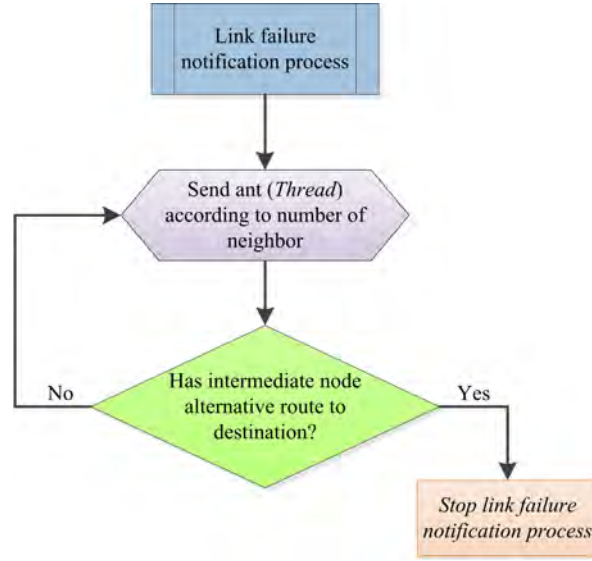 Link failure
notification process
Send ant (Thread)
according to number of
neighbor
Has intermediate node
alternative route to
destination?
No
Yes
Stop link failure
notification process